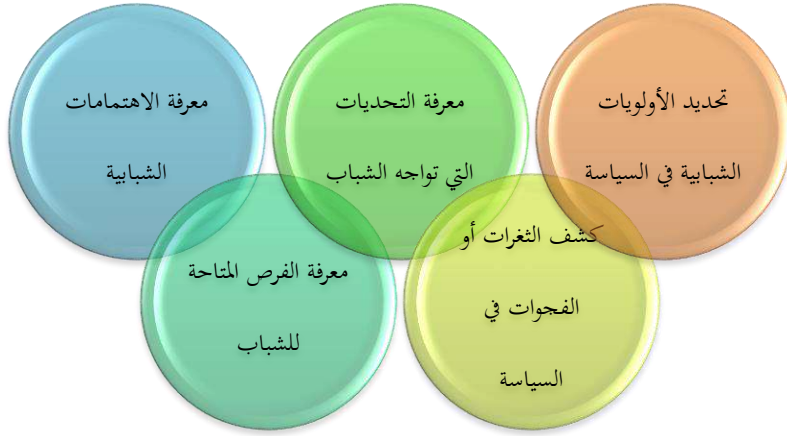 تحديد الأولويات
الشبابية في السياسة
كشف الثغرات أو
الفجوات في
السياسة
معرفة التحديات
التي تواجه الشباب
معرفة الفرص المتاحة
للشباب
معرفة الاهتمامات
الشبابية